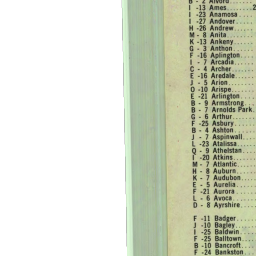 B - 2 Alvord
I -13 Ames 2
I -23 Anamosa
I -27 Andover
H -26 Andrew
M - 8 Anita
K -13 Ankeny
G - 3 Anthon
F -16 Aplington
I - 7 Arcadia
C - 4 Archer
E -16 Aredale
J - 5 Arion
O -10 Arispe
E -21 Arlington
B - 9 Armstrong
B - 7 Arnolds Park
G - 6 Arthur
F -25 Asbury
B - 4 Ashton
J - 7 Aspinwall
L -23 Atalissa
Q - 9 Athelstan
I -20 Atkins
M - 7 Atlantic
H - 8 Auburn
K - 7 Audubon
E - 5 Aurelia
F -21 Aurora
L - 6 Avoca
D - 8 Ayrshire
F -11 Badger
J -10 Bagley
I -25 Baldwin
F -25 Balltown
B -10 Bancroft
F -24 Bankston